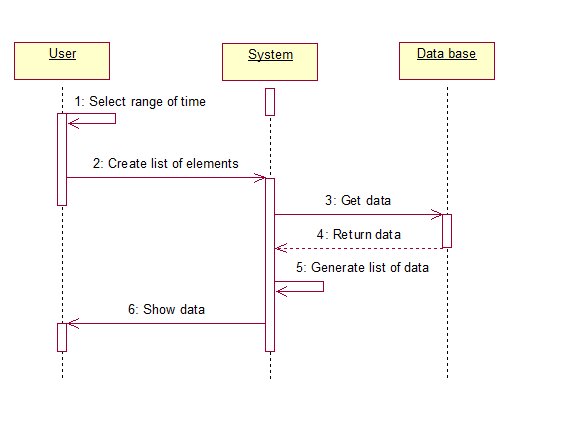 User
System
Data base
1: Select range of time
2: Create list of elements
3: Get data
4: Return data
5: Generate list of data
6: Show data